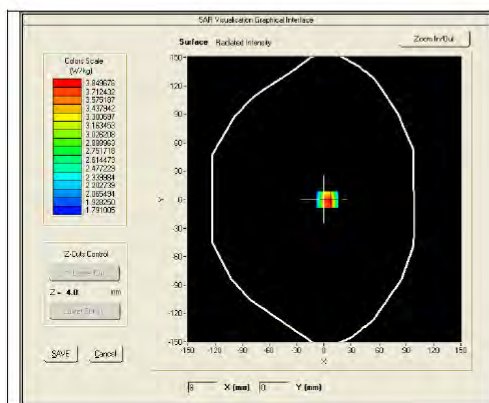 SAR Visualisation Graphical Interface
Surface Radiated Intensity
Zoom In/Out
Colors Scale
(W/kg)
3.849676
3.712432
3.575187
3.437942
3.300697
3.163453
3.026208
2.888963
2.751718
2.614473
2.477229
2.339984
2.202739
2.065494
1.928250
1.791005
Z-Cuts Control
Z = 4.0 mm
SAVE
Cancel
150
120
90
60
30
0
-30
-60
-90
-120
-150
Y
-150 -120 -90 -60 -30 0 30 60 90 120 150
X
8 X (mm) 0 Y (mm)